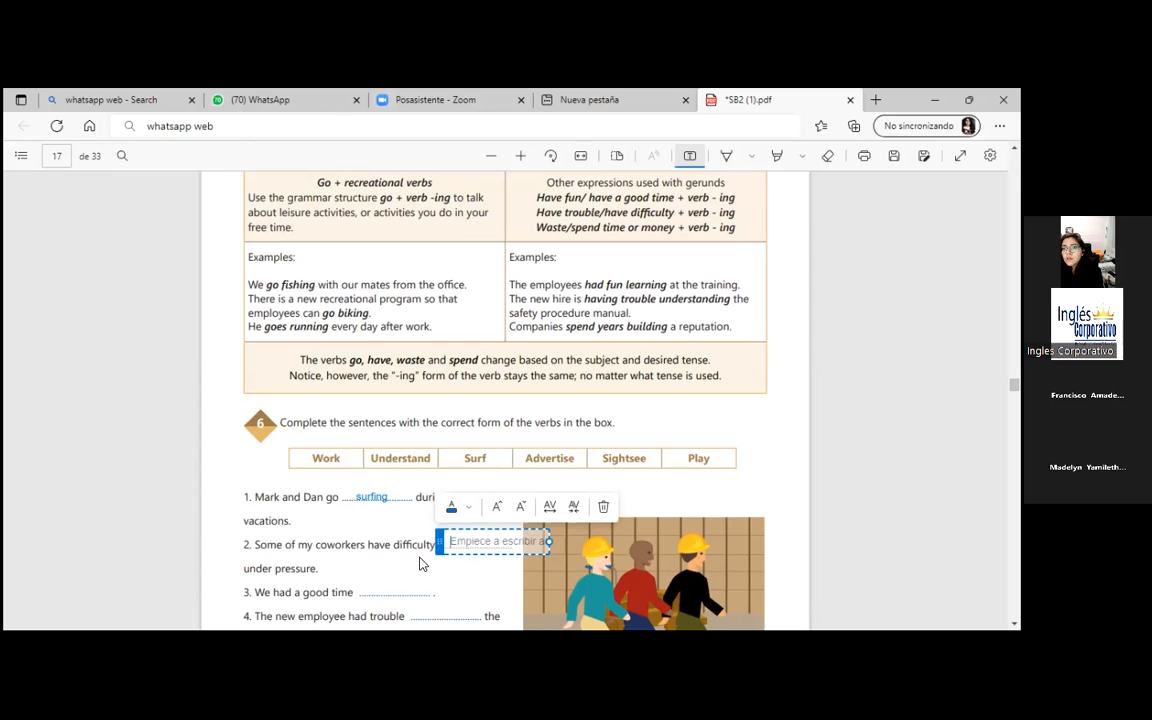 whatsapp web - Search
(70) WhatsApp
Posasistente - Zoom
Nueva pestaña
*SB2 (1).pdf
whatsapp web
No sincronizando
17 de 33
Go + recreational verbs
Use the grammar structure go + verb -ing to talk
about leisure activities, or activities you do in your
free time.
Other expressions used with gerunds
Have fun/ have a good time + verb - ing
Have trouble/have difficulty + verb - ing
Waste/spend time or money + verb - ing
Examples:
We go fishing with our mates from the office.
There is a new recreational program so that
employees can go biking.
He goes running every day after work.
Examples:
The employees had fun learning at the training.
The new hire is having trouble understanding the
safety procedure manual.
Companies spend years building a reputation.
The verbs go, have, waste and spend change based on the subject and desired tense.
Notice, however, the "-ing" form of the verb stays the same; no matter what tense is used.
6 Complete the sentences with the correct form of the verbs in the box.
Work Understand Surf Advertise Sightsee Play
1. Mark and Dan go ....surfing.... duri
vacations.
2. Some of my coworkers have difficulty
Empiece a escribir a
under pressure.
3. We had a good time .............................. .
4. The new employee had trouble .............................. the
Inglés
Corporativo
Ingles Corporativo
Francisco Amade...
Madelyn Yamileth...